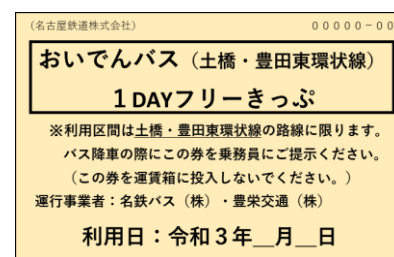 (名古屋鉄道株式会社) 00000-00
おいでんバス（土橋・豊田東環状線）
１DAYフリーきっぷ
※利用区間は土橋・豊田東環状線の路線に限ります。
バス降車の際にこの券を乗務員にご提示ください。
（この券を運賃箱に投入しないでください。）
運行事業者：名鉄バス（株）・豊栄交通（株）
利用日：令和３年__月__日